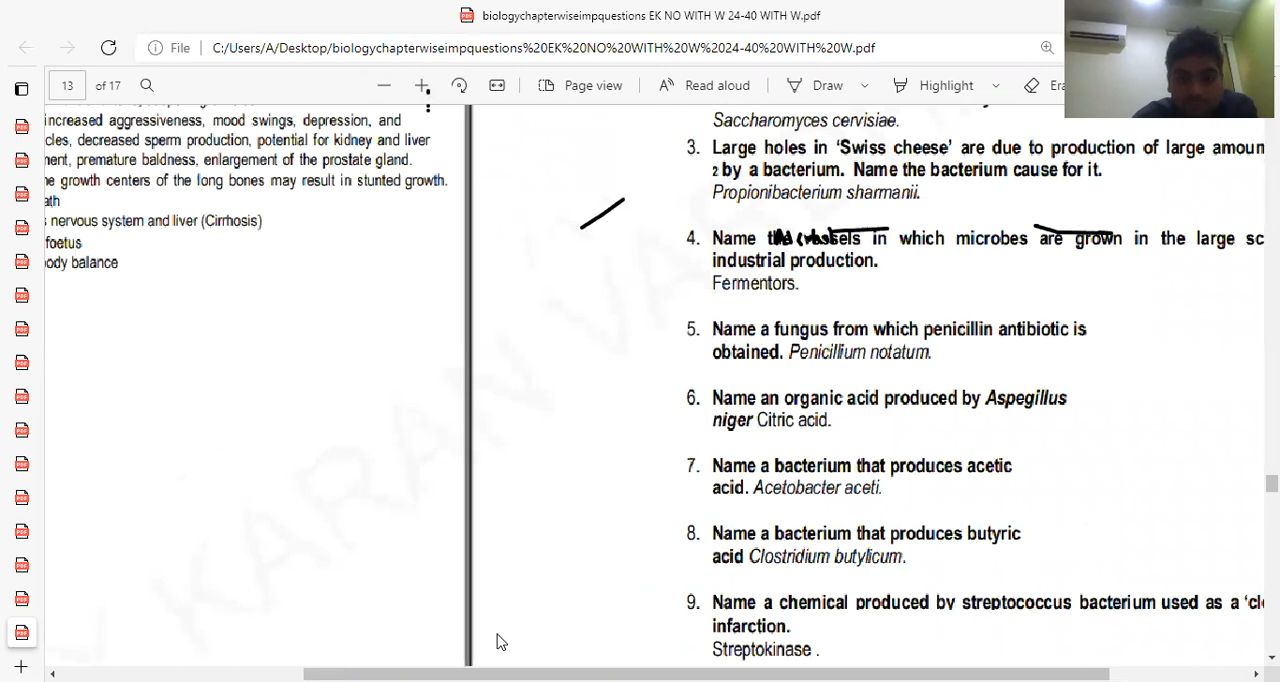 biologychapterwiseimpquestions EK NO WITH W 24-40 WITH W.pdf
File C:/Users/A/Desktop/biologychapterwiseimpquestions%20EK%20NO%20WITH%20W%2024-40%20WITH%20W.pdf
13 of 17 Page view Read aloud Draw Highlight Era
increased aggressiveness, mood swings, depression, and
cles, decreased sperm production, potential for kidney and liver
nent, premature baldness, enlargement of the prostate gland.
e growth centers of the long bones may result in stunted growth.
ath
s nervous system and liver (Cirrhosis)
foetus
body balance
Saccharomyces cervisiae.
3. Large holes in ‘Swiss cheese’ are due to production of large amoun
2 by a bacterium. Name the bacterium cause for it.
Propionibacterium sharmanii.
4. Name in which microbes are grown in the large sc
industrial production.
Fermentors.
5. Name a fungus from which penicillin antibiotic is
obtained. Penicillium notatum.
6. Name an organic acid produced by Aspegillus
niger Citric acid.
7. Name a bacterium that produces acetic
acid. Acetobacter aceti.
8. Name a bacterium that produces butyric
acid Clostridium butylicum.
9. Name a chemical produced by streptococcus bacterium used as a ‘cl
infarction.
Streptokinase .
KARAN